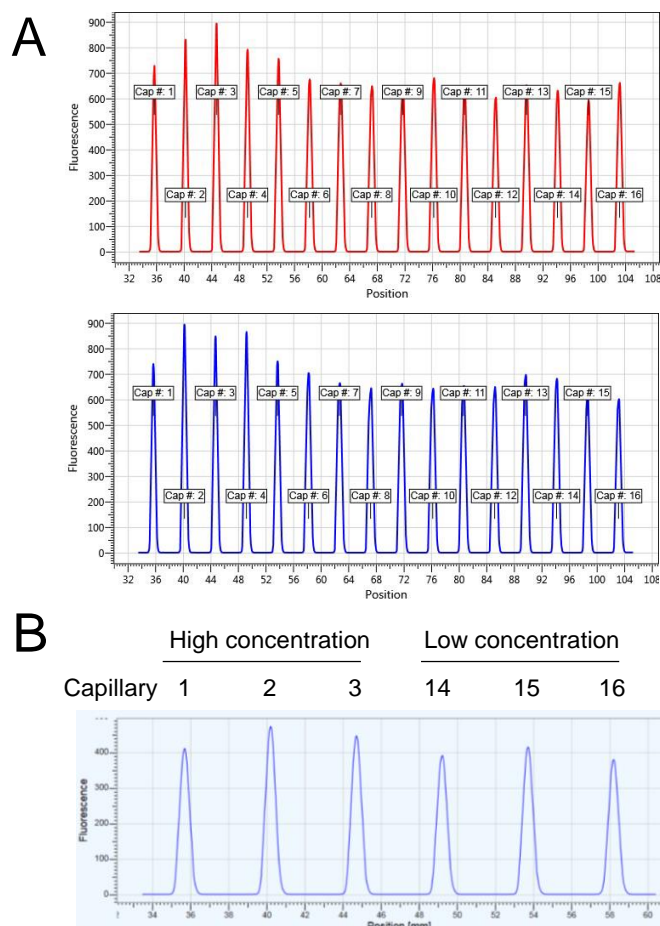 A
900
800
700
600
500
400
300
200
100
0
Fluorescence
Cap #: 1
Cap #: 3
Cap #: 5
Cap #: 7
Cap #: 9
Cap #: 11
Cap #: 13
Cap #: 15
Cap #: 2
Cap #: 4
Cap #: 6
Cap #: 8
Cap #: 10
Cap #: 12
Cap #: 14
Cap #: 16
32 36 40 44 48 52 56 60 64 68 72 76 80 84 88 92 96 100 104 108
Position
900
800
700
600
500
400
300
200
100
0
Fluorescence
Cap #: 1
Cap #: 3
Cap #: 5
Cap #: 7
Cap #: 9
Cap #: 11
Cap #: 13
Cap #: 15
Cap #: 2
Cap #: 4
Cap #: 6
Cap #: 8
Cap #: 10
Cap #: 12
Cap #: 14
Cap #: 16
32 36 40 44 48 52 56 60 64 68 72 76 80 84 88 92 96 100 104 108
Position
B
High concentration Low concentration
Capillary 1 2 3 14 15 16
400
300
200
100
0
Fluorescence
34 36 38 40 42 44 46 48 50 52 54 56 58 60
Position [mm]